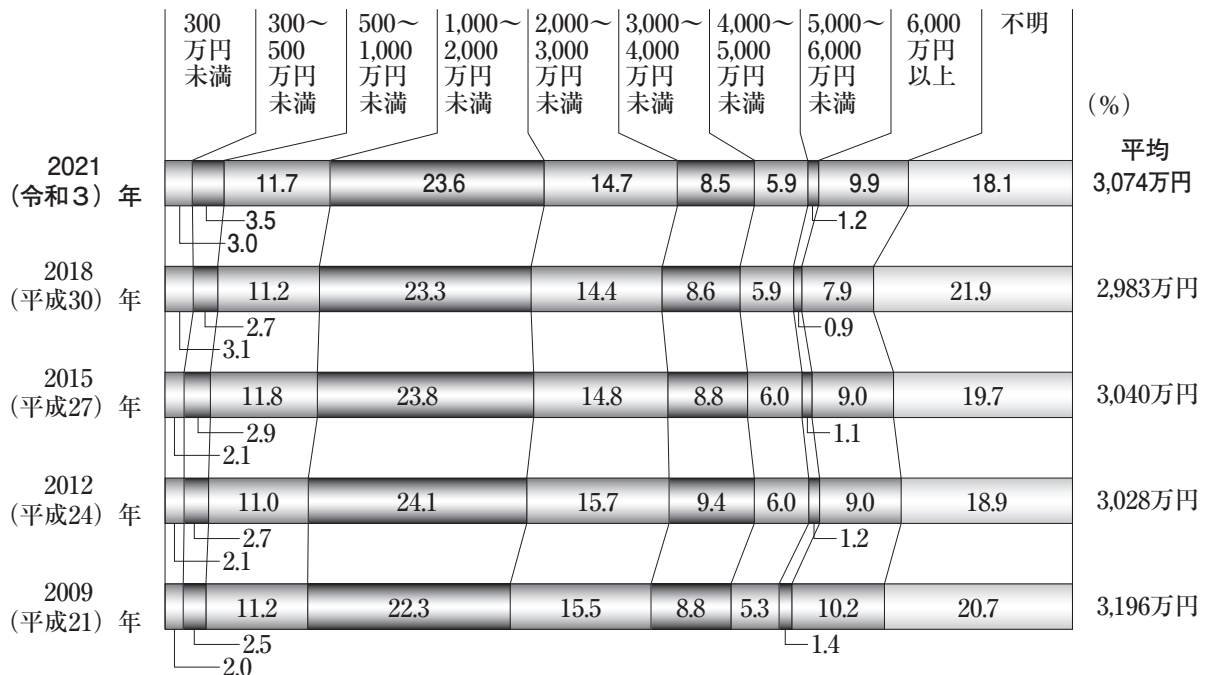 300
万円
未満
300～
500
万円
未満
500～
1,000
万円
未満
1,000～
2,000
万円
未満
2,000～
3,000
万円
未満
3,000～
4,000
万円
未満
4,000～
5,000
万円
未満
5,000～
6,000
万円
未満
6,000
万円
以上
不明
(%)
平均
2021
(令和3) 年
11.7 23.6 14.7 8.5 5.9 9.9 18.1
3,074万円
3.5 1.2
3.0
2018
(平成30) 年
11.2 23.3 14.4 8.6 5.9 7.9 21.9
2,983万円
2.7 0.9
3.1
2015
(平成27) 年
11.8 23.8 14.8 8.8 6.0 9.0 19.7
3,040万円
2.9 1.1
2.1
2012
(平成24) 年
11.0 24.1 15.7 9.4 6.0 9.0 18.9
3,028万円
2.7 1.2
2.1
2009
(平成21) 年
11.2 22.3 15.5 8.8 5.3 10.2 20.7
3,196万円
2.5 1.4
2.0